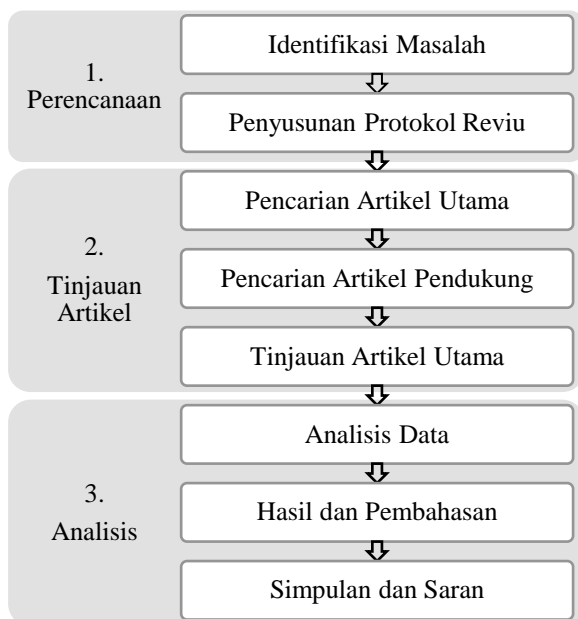 1.
Perencanaan
Identifikasi Masalah
Penyusunan Protokol Reviu
2.
Tinjauan
Artikel
Pencarian Artikel Utama
Pencarian Artikel Pendukung
Tinjauan Artikel Utama
3.
Analisis
Analisis Data
Hasil dan Pembahasan
Simpulan dan Saran